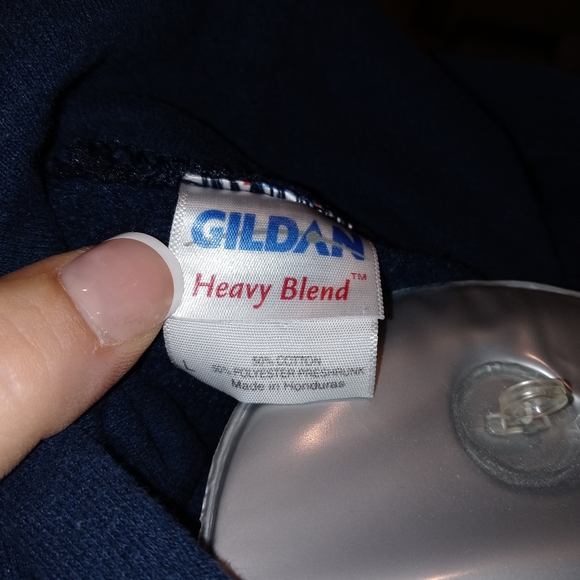 GILDAN
Heavy Blend™
L
50% COTTON
50% POLYESTER PRESHRUNK
Made in Honduras